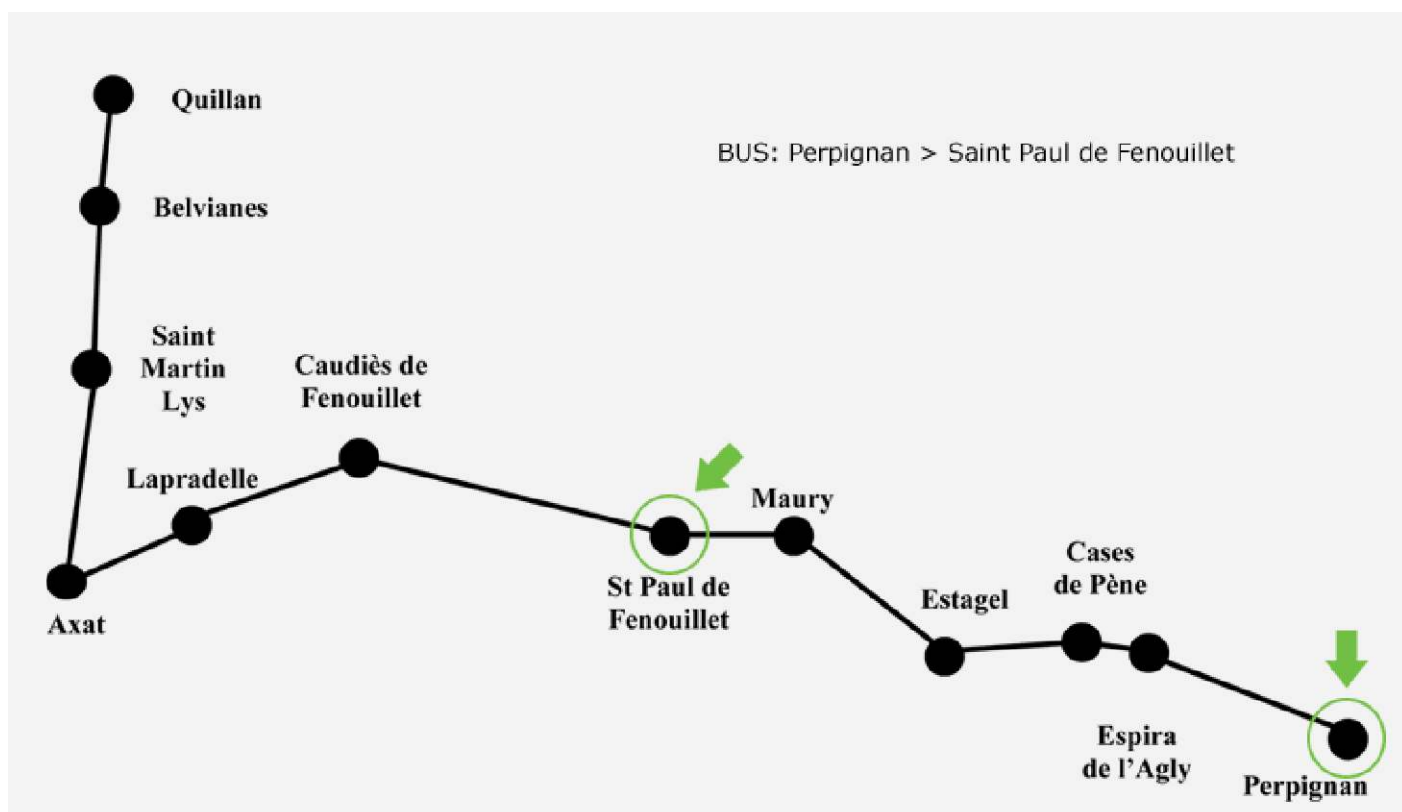 Quillan
BUS: Perpignan > Saint Paul de Fenouillet
Belvianes
Saint
Martin
Lys
Caudiès de
Fenouillet
Lapradelle
Axat
St Paul de
Fenouillet
Maury
Estagel
Cases
de Pène
Espira
de l'Agly
Perpignan